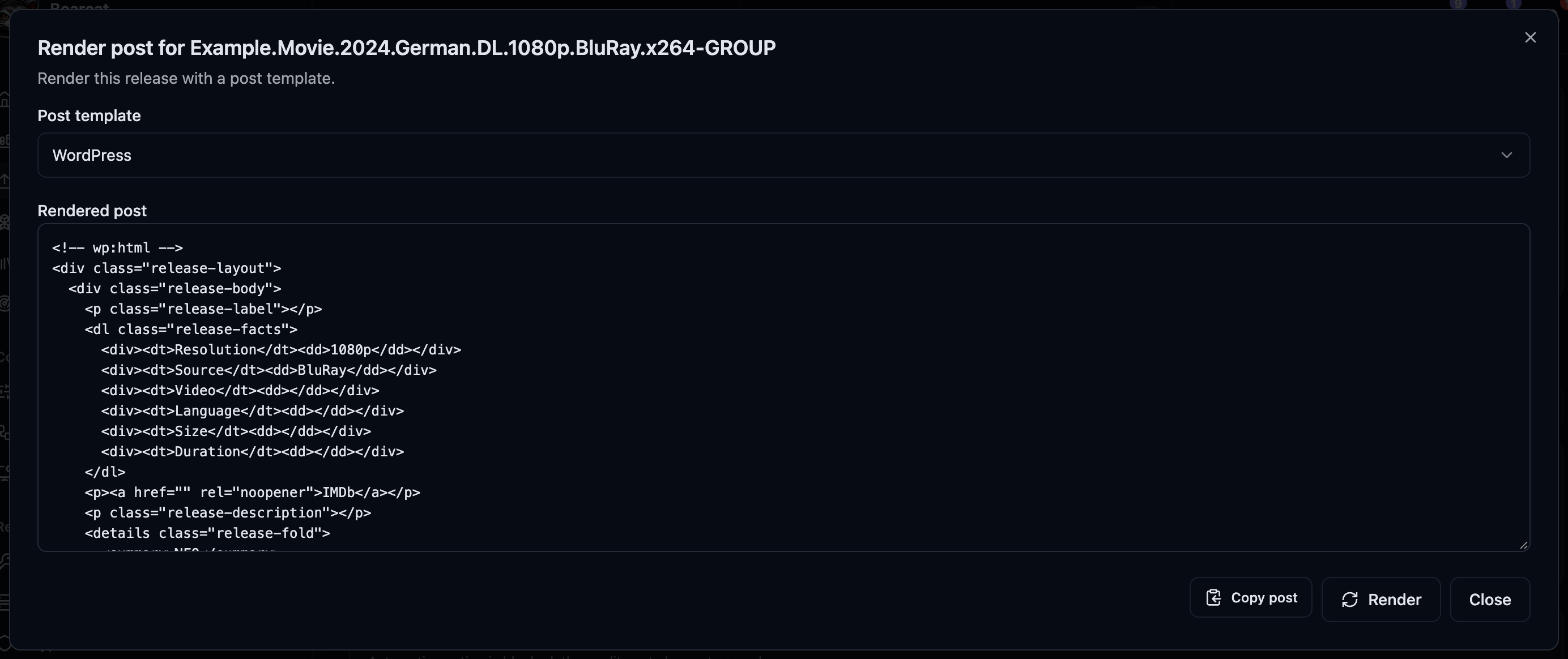 Render post for Example.Movie.2024.German.DL.1080p.BluRay.x264-GROUP
Render this release with a post template.
Post template
WordPress
Rendered post
<!-- wp:html -->
<div class="release-layout">
  <div class="release-body">
    <p class="release-label"></p>
    <dl class="release-facts">
      <div><dt>Resolution</dt><dd>1080p</dd></div>
      <div><dt>Source</dt><dd>BluRay</dd></div>
      <div><dt>Video</dt><dd></dd></div>
      <div><dt>Language</dt><dd></dd></div>
      <div><dt>Size</dt><dd></dd></div>
      <div><dt>Duration</dt><dd></dd></div>
    </dl>
    <p><a href="" rel="noopener">IMDb</a></p>
    <p class="release-description"></p>
    <details class="release-fold">
      <summary>NFO</summary>
Copy post
Render
Close